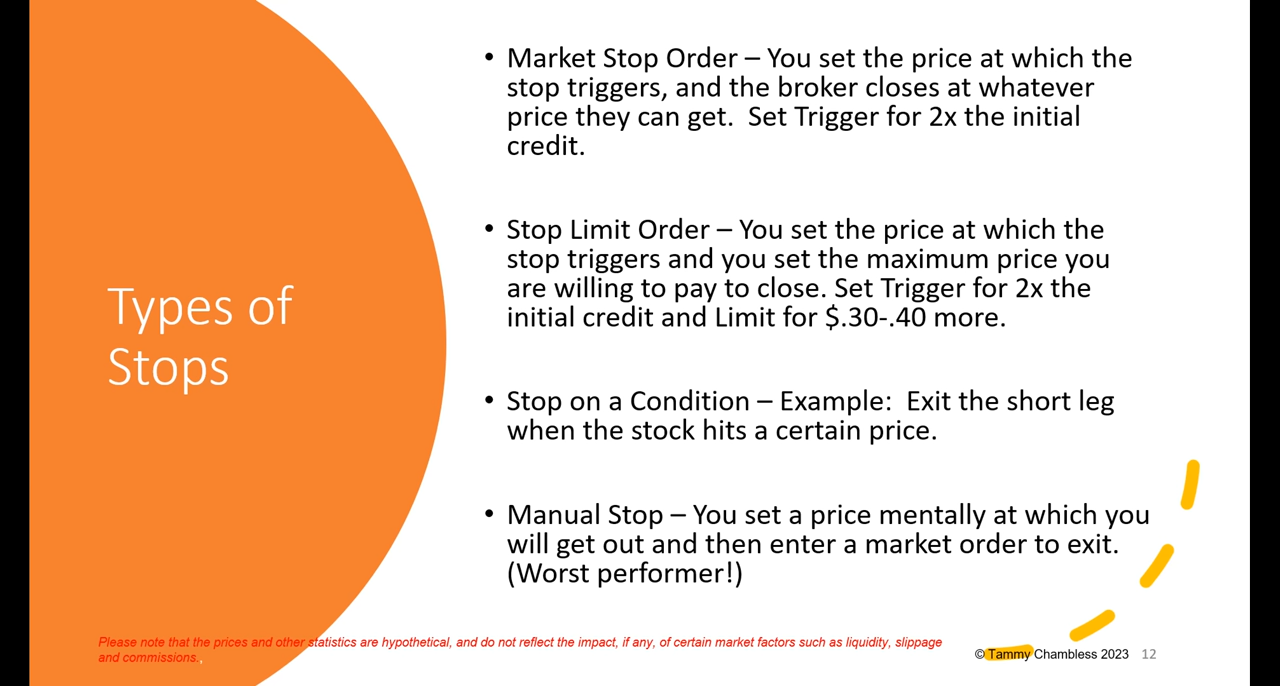 Types of
Stops
• Market Stop Order – You set the price at which the
stop triggers, and the broker closes at whatever
price they can get.  Set Trigger for 2x the initial
credit.
• Stop Limit Order – You set the price at which the
stop triggers and you set the maximum price you
are willing to pay to close. Set Trigger for 2x the
initial credit and Limit for $.30-.40 more.
• Stop on a Condition – Example:  Exit the short leg
when the stock hits a certain price.
• Manual Stop – You set a price mentally at which you
will get out and then enter a market order to exit.
(Worst performer!)
Please note that the prices and other statistics are hypothetical, and do not reflect the impact, if any, of certain market factors such as liquidity, slippage
and commissions.,
© Tammy Chambless 2023 12